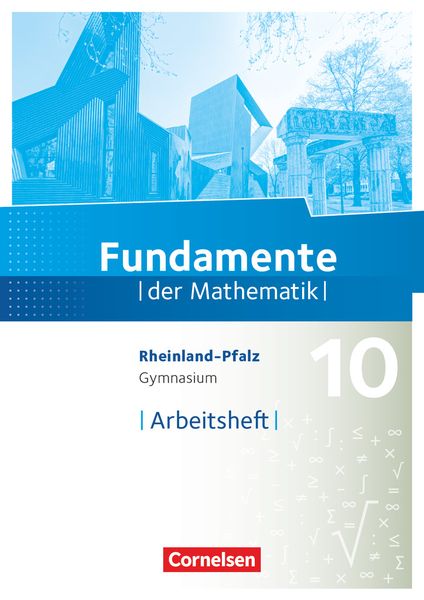 Fundamente
|der Mathematik|
Rheinland-Pfalz
Gymnasium
10
|Arbeitsheft|
Cornelsen